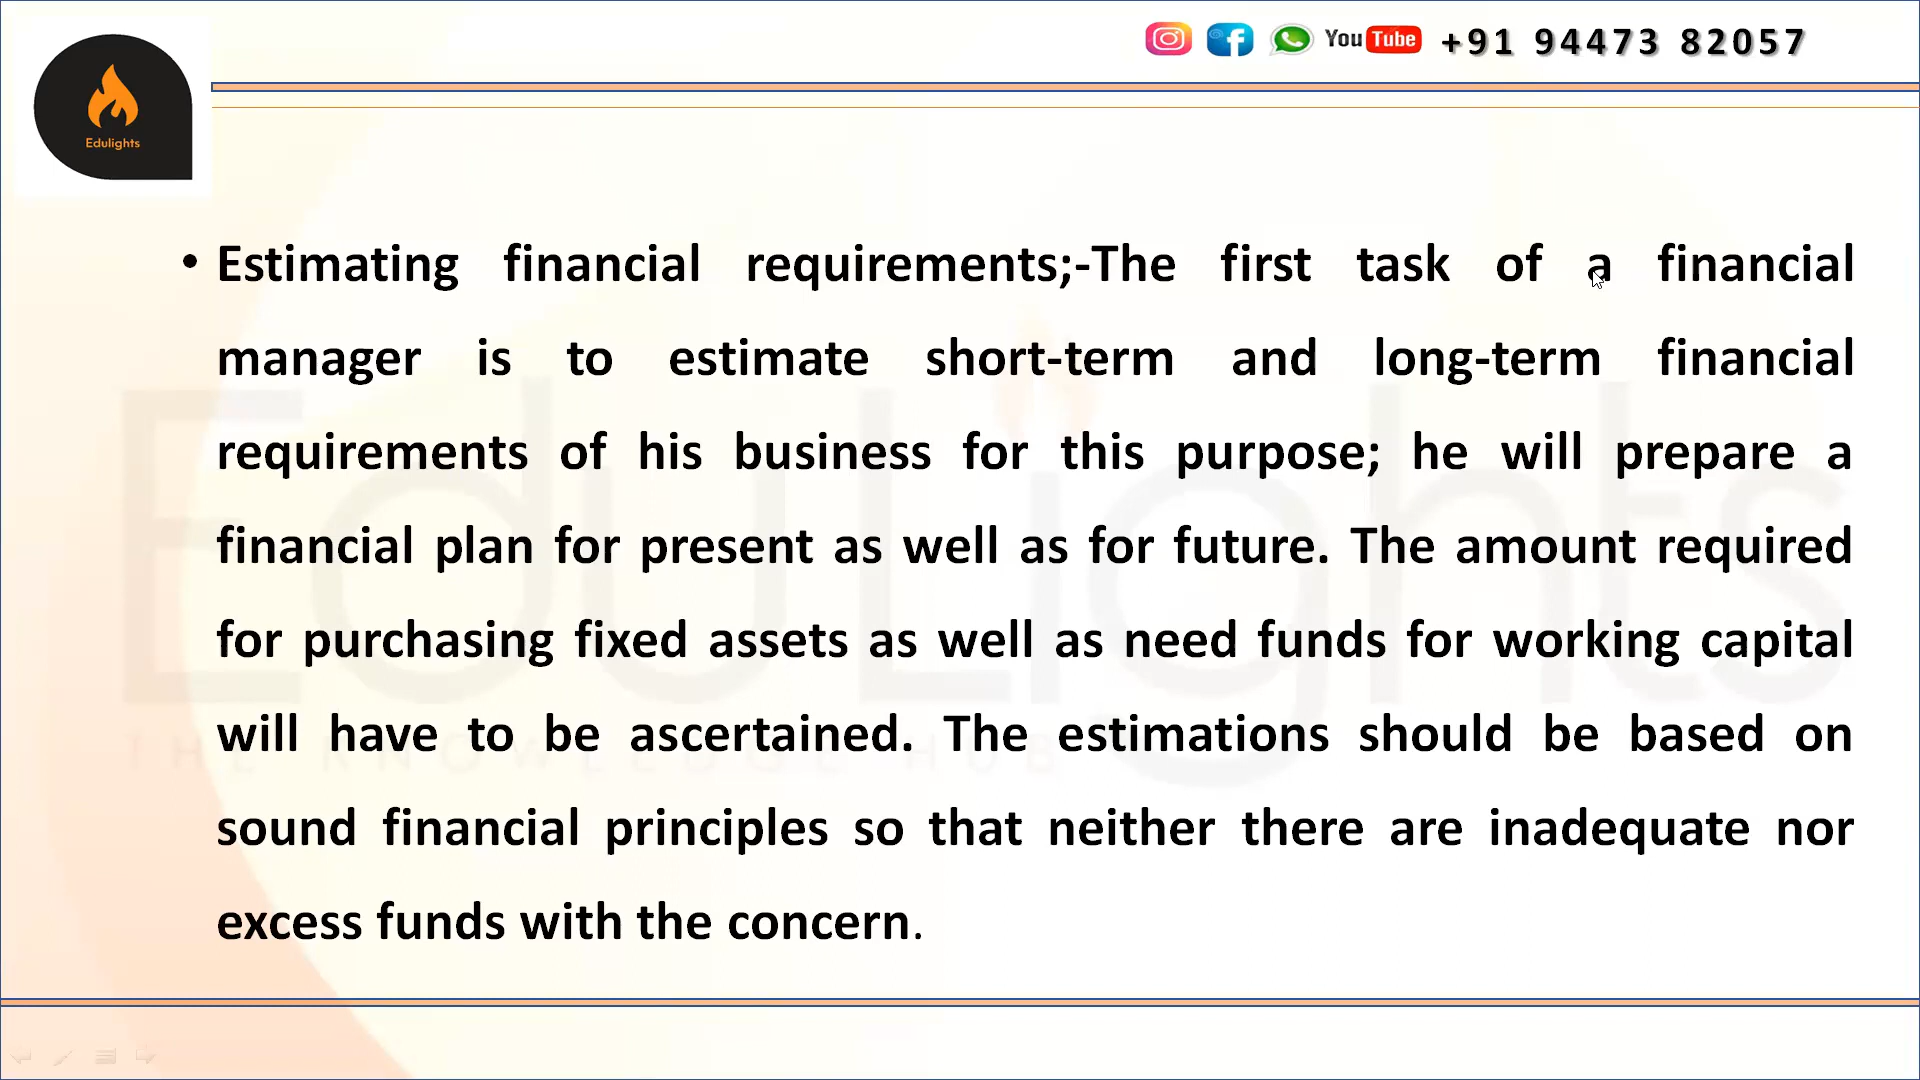 You Tube +91 94473 82057
Edulights
• Estimating financial requirements;-The first task of a financial
manager is to estimate short-term and long-term financial
requirements of his business for this purpose; he will prepare a
financial plan for present as well as for future. The amount required
for purchasing fixed assets as well as need funds for working capital
will have to be ascertained. The estimations should be based on
sound financial principles so that neither there are inadequate nor
excess funds with the concern.
EduLights
THE KNOWLEDGE HUB